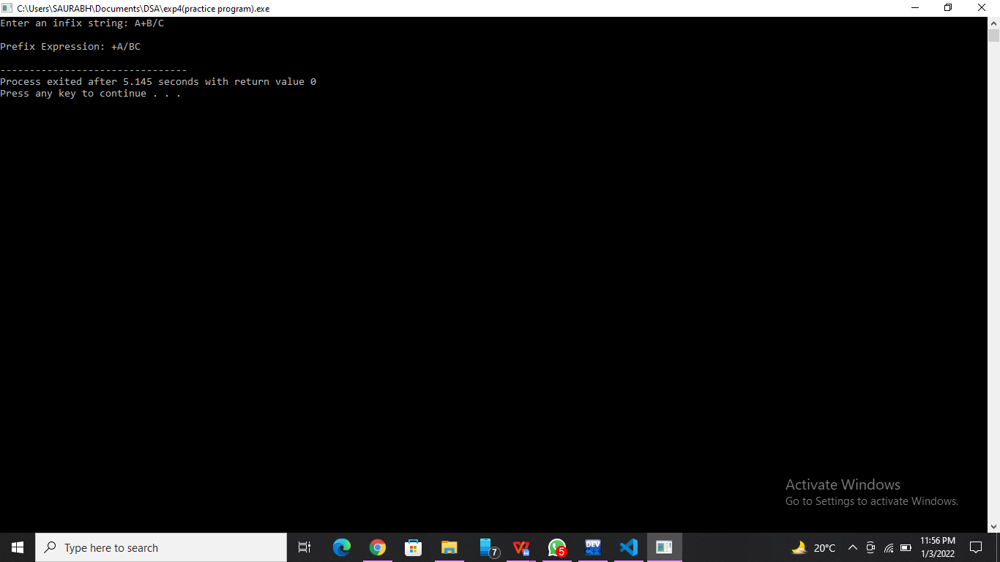 C:\Users\SAURABH\Documents\DSA\exp4(practice program).exe
Enter an infix string: A+B/C
Prefix Expression: +A/BC
--------------------------------
Process exited after 5.145 seconds with return value 0
Press any key to continue . . .
Activate Windows
Go to Settings to activate Windows.
Type here to search
7
5
DEV
20°C
11:56 PM
1/3/2022